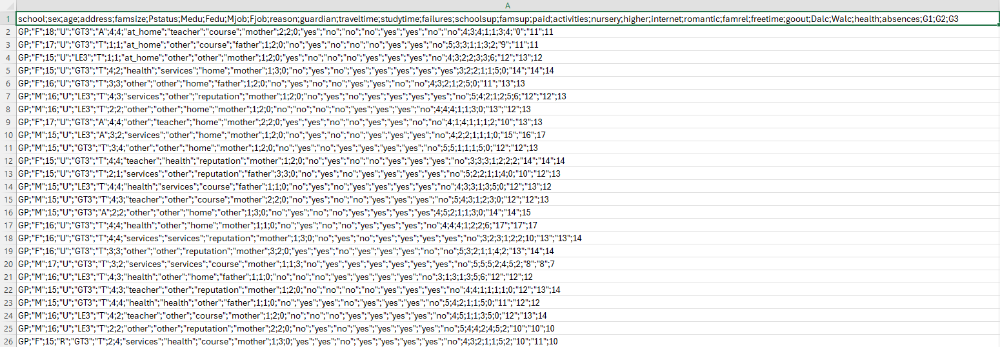 A
1 school;sex;age;address;famsize;Pstatus;Medu;Fedu;Mjob;Fjob;reason;guardian;traveltime;studytime;failures;schoolsup;famsup;paid;activities;nursery;higher;internet;romantic;famrel;freetime;goout;Dalc;Walc;health;absences;G1;G2;G3
2 GP;"F";18;"U";"GT3";"A";4;4;"at_home";"teacher";"course";"mother";2;2;0;"yes";"no";"no";"no";"yes";"yes";"no";"no";4;3;4;1;1;3;4;"0";"11";11
3 GP;"F";17;"U";"GT3";"T";1;1;"at_home";"other";"course";"father";1;2;0;"no";"yes";"no";"no";"no";"yes";"yes";"no";5;3;3;1;1;3;2;"9";"11";11
4 GP;"F";15;"U";"LE3";"T";1;1;"at_home";"other";"other";"mother";1;2;0;"yes";"no";"no";"no";"yes";"yes";"yes";"no";4;3;2;2;3;3;6;"12";"13";12
5 GP;"F";15;"U";"GT3";"T";4;2;"health";"services";"home";"mother";1;3;0;"no";"yes";"no";"yes";"yes";"yes";"yes";"yes";3;2;2;1;1;5;0;"14";"14";14
6 GP;"F";16;"U";"GT3";"T";3;3;"other";"other";"home";"father";1;2;0;"no";"yes";"no";"no";"yes";"yes";"no";"no";4;3;2;1;2;5;0;"11";"13";13
7 GP;"M";16;"U";"LE3";"T";4;3;"services";"other";"reputation";"mother";1;2;0;"no";"yes";"no";"yes";"yes";"yes";"yes";"no";5;4;2;1;2;5;6;"12";"12";13
8 GP;"M";16;"U";"LE3";"T";2;2;"other";"other";"home";"mother";1;2;0;"no";"no";"no";"no";"yes";"yes";"yes";"no";4;4;4;1;1;3;0;"13";"12";13
9 GP;"F";17;"U";"GT3";"A";4;4;"other";"teacher";"home";"mother";2;2;0;"yes";"yes";"no";"no";"yes";"yes";"no";"no";4;1;4;1;1;1;2;"10";"13";13
10 GP;"M";15;"U";"LE3";"A";3;2;"services";"other";"home";"mother";1;2;0;"no";"yes";"no";"no";"yes";"yes";"yes";"no";4;2;2;1;1;1;0;"15";"16";17
11 GP;"M";15;"U";"GT3";"T";3;4;"other";"other";"home";"mother";1;2;0;"no";"yes";"no";"yes";"yes";"yes";"yes";"no";5;5;1;1;1;5;0;"12";"12";13
12 GP;"F";15;"U";"GT3";"T";4;4;"teacher";"health";"reputation";"mother";1;2;0;"no";"yes";"no";"no";"yes";"yes";"yes";"no";3;3;3;1;2;2;2;"14";"14";14
13 GP;"F";15;"U";"GT3";"T";2;1;"services";"other";"reputation";"father";3;3;0;"no";"yes";"no";"yes";"yes";"yes";"yes";"no";5;2;2;1;1;4;0;"10";"12";13
14 GP;"M";15;"U";"LE3";"T";4;4;"health";"services";"course";"father";1;1;0;"no";"yes";"no";"yes";"yes";"yes";"yes";"no";4;3;3;1;3;5;0;"12";"13";12
15 GP;"M";15;"U";"GT3";"T";4;3;"teacher";"other";"course";"mother";2;2;0;"no";"yes";"no";"no";"yes";"yes";"yes";"no";5;4;3;1;2;3;0;"12";"12";13
16 GP;"M";15;"U";"GT3";"A";2;2;"other";"other";"home";"other";1;3;0;"no";"yes";"no";"no";"yes";"yes";"yes";"yes";4;5;2;1;1;3;0;"14";"14";15
17 GP;"F";16;"U";"GT3";"T";4;4;"health";"other";"home";"mother";1;1;0;"no";"yes";"no";"no";"yes";"yes";"yes";"no";4;4;4;1;2;2;6;"17";"17";17
18 GP;"F";16;"U";"GT3";"T";4;4;"services";"services";"reputation";"mother";1;3;0;"no";"yes";"no";"yes";"yes";"yes";"yes";"no";3;2;3;1;2;2;10;"13";"13";14
19 GP;"F";16;"U";"GT3";"T";3;3;"other";"other";"reputation";"mother";3;2;0;"yes";"yes";"no";"yes";"yes";"yes";"no";"no";5;3;2;1;1;4;2;"13";"14";14
20 GP;"M";17;"U";"GT3";"T";3;2;"services";"services";"course";"mother";1;1;3;"no";"yes";"yes";"yes";"yes";"yes";"yes";"no";5;5;5;2;4;5;2;"8";"8";7
21 GP;"M";16;"U";"LE3";"T";4;3;"health";"other";"home";"father";1;1;0;"no";"no";"no";"yes";"yes";"yes";"yes";"no";3;1;3;1;3;5;6;"12";"12";12
22 GP;"M";15;"U";"GT3";"T";4;3;"teacher";"other";"reputation";"mother";1;2;0;"no";"no";"no";"no";"yes";"yes";"yes";"no";4;4;1;1;1;1;0;"12";"13";14
23 GP;"M";15;"U";"GT3";"T";4;4;"health";"health";"other";"father";1;1;0;"no";"yes";"yes";"no";"yes";"yes";"yes";"no";5;4;2;1;1;5;0;"11";"12";12
24 GP;"M";16;"U";"LE3";"T";4;2;"teacher";"other";"course";"mother";1;2;0;"no";"no";"no";"yes";"yes";"yes";"yes";"no";4;5;1;1;3;5;0;"12";"13";14
25 GP;"M";16;"U";"LE3";"T";2;2;"other";"other";"reputation";"mother";2;2;0;"no";"yes";"no";"yes";"yes";"yes";"yes";"no";5;4;4;2;4;5;2;"10";"10";10
26 GP;"F";15;"R";"GT3";"T";2;4;"services";"health";"course";"mother";1;3;0;"yes";"yes";"no";"yes";"yes";"yes";"yes";"no";4;3;2;1;1;5;2;"10";"11";10